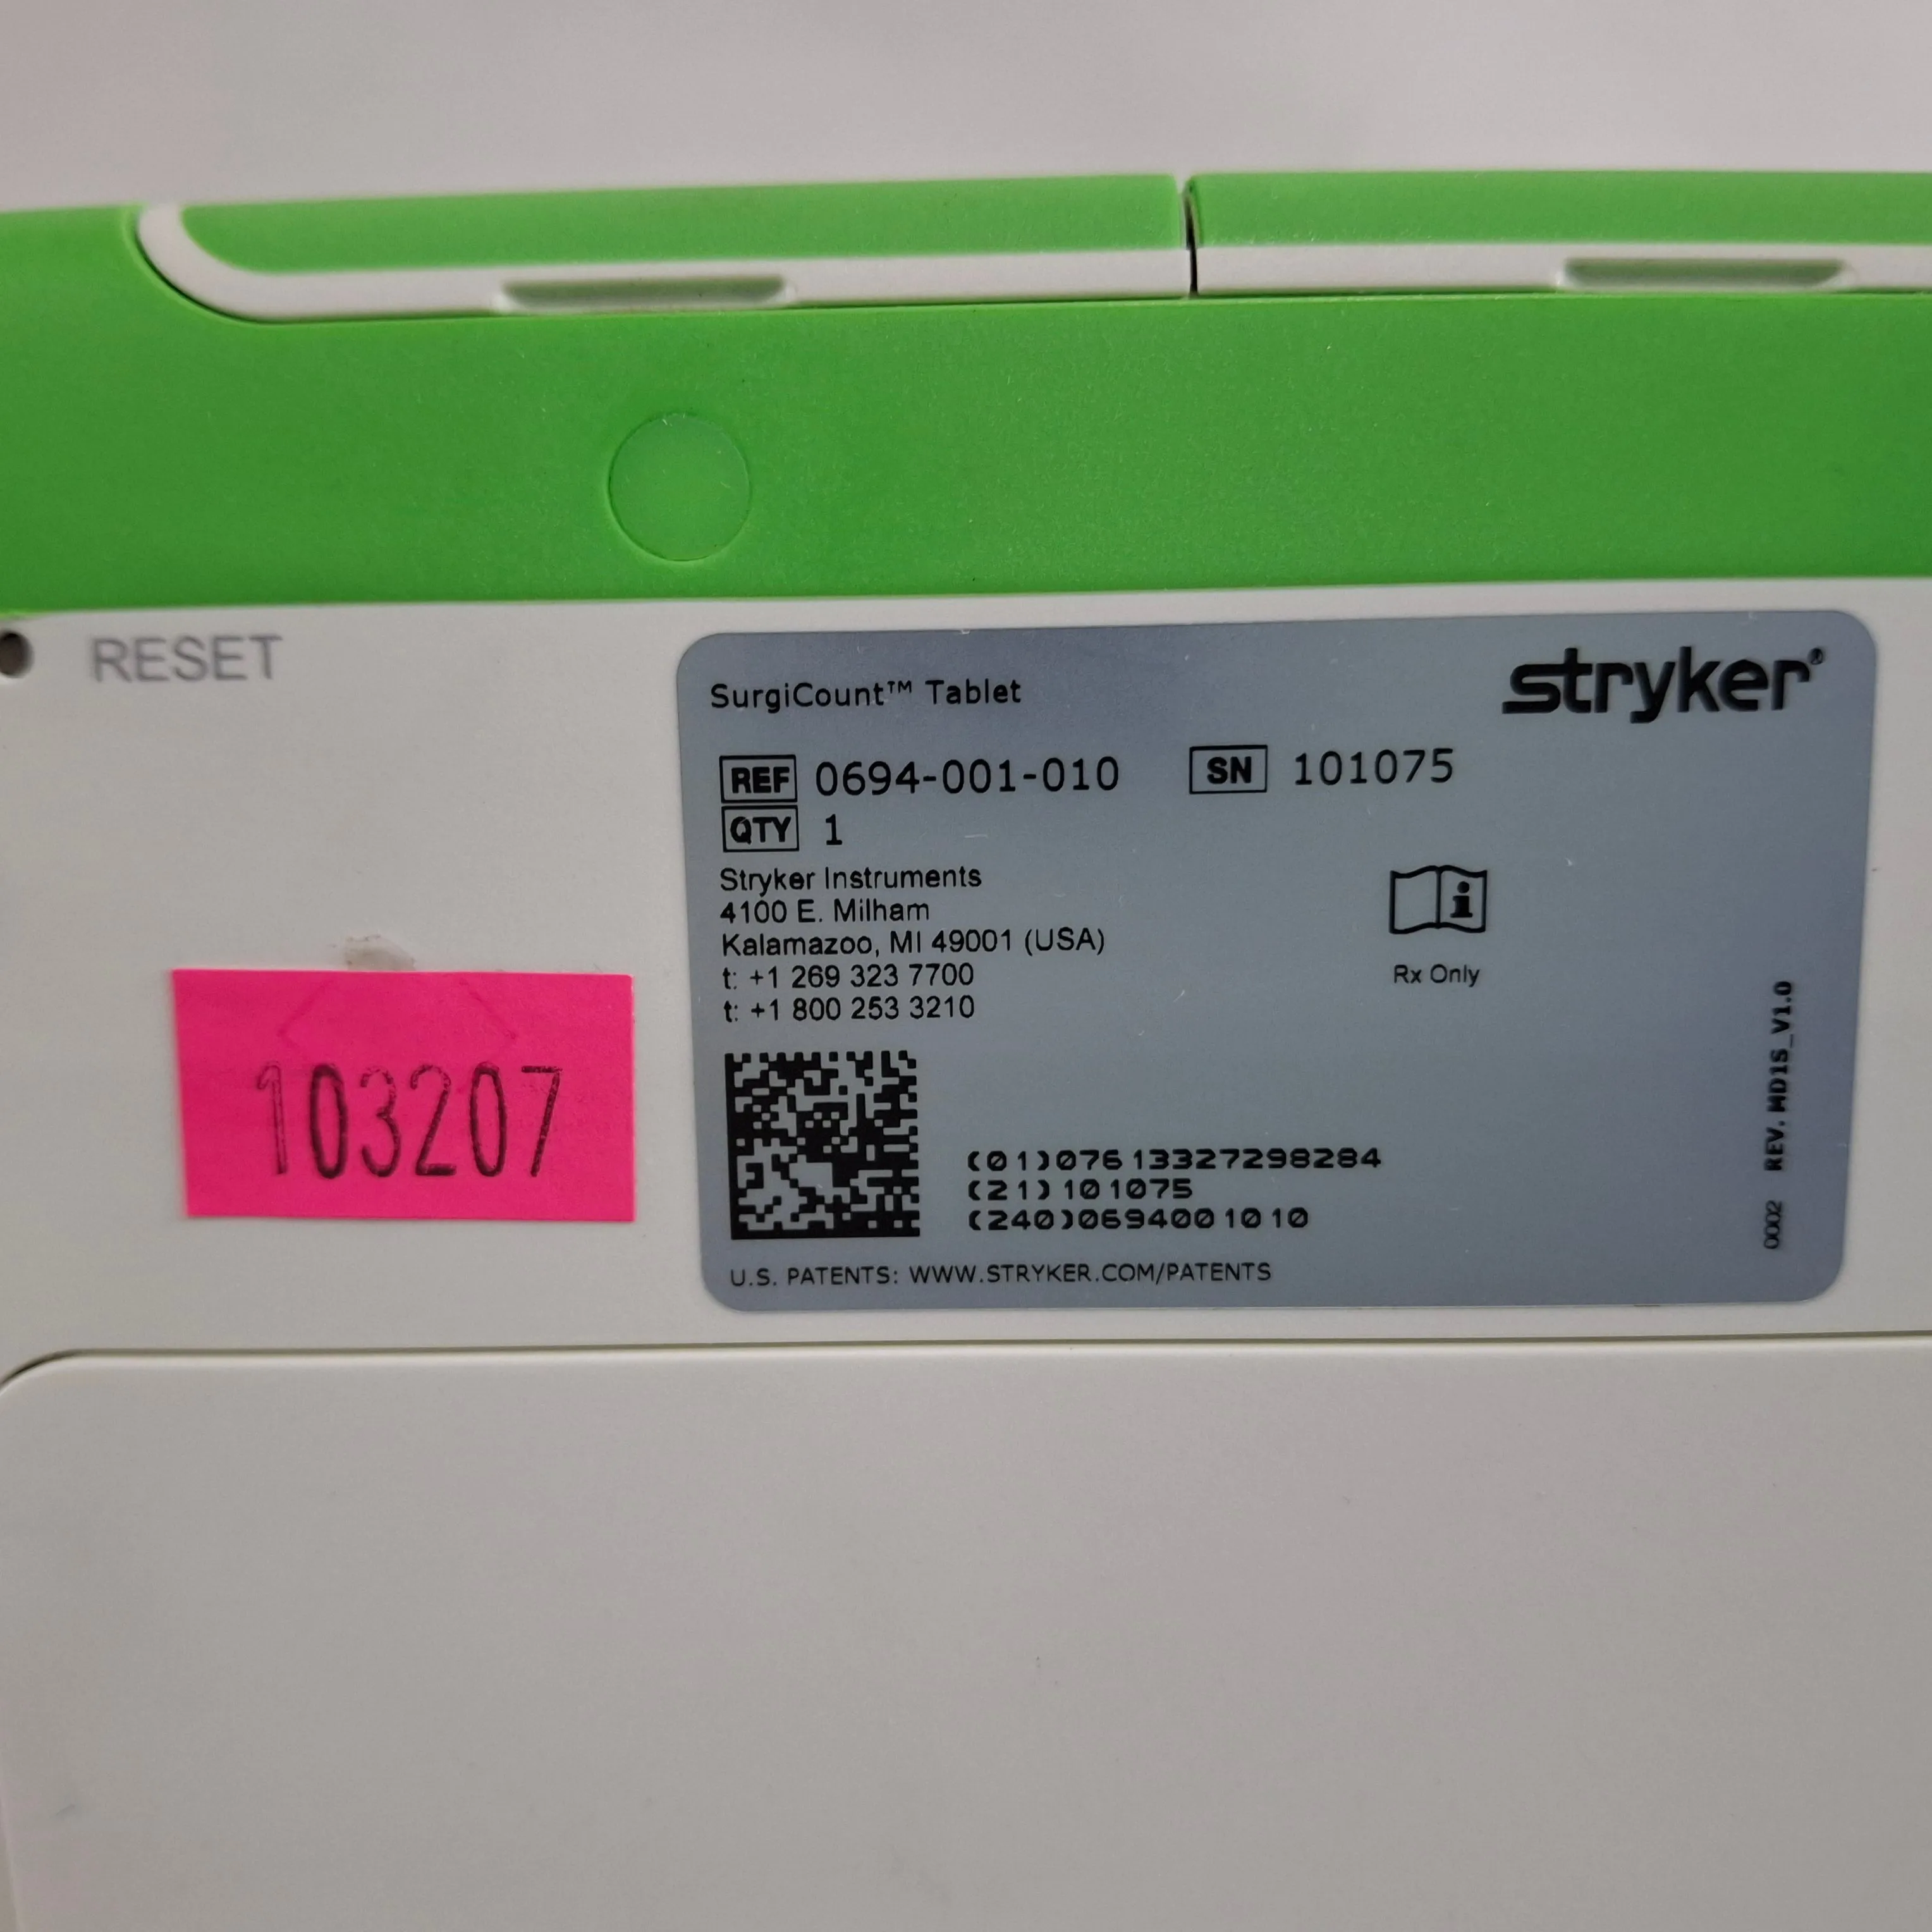 RESET
SurgiCount™ Tablet
stryker®
REF 0694-001-010 SN 101075
QTY 1
Stryker Instruments
4100 E. Milham
Kalamazoo, MI 49001 (USA)
t: +1 269 323 7700
t: +1 800 253 3210
i
Rx Only
103207
(01)07613327298284
(21)101075
(240)0694001010
0002 REV. MD1S_V1.0
U.S. PATENTS: WWW.STRYKER.COM/PATENTS